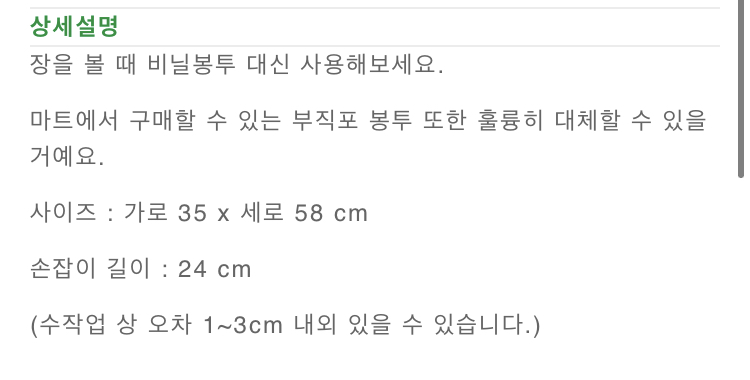 상세설명
장을 볼 때 비닐봉투 대신 사용해보세요.
마트에서 구매할 수 있는 부직포 봉투 또한 훌륭히 대체할 수 있을
거예요.
사이즈 : 가로 35 x 세로 58 cm
손잡이 길이 : 24 cm
(수작업 상 오차 1~3cm 내외 있을 수 있습니다.)